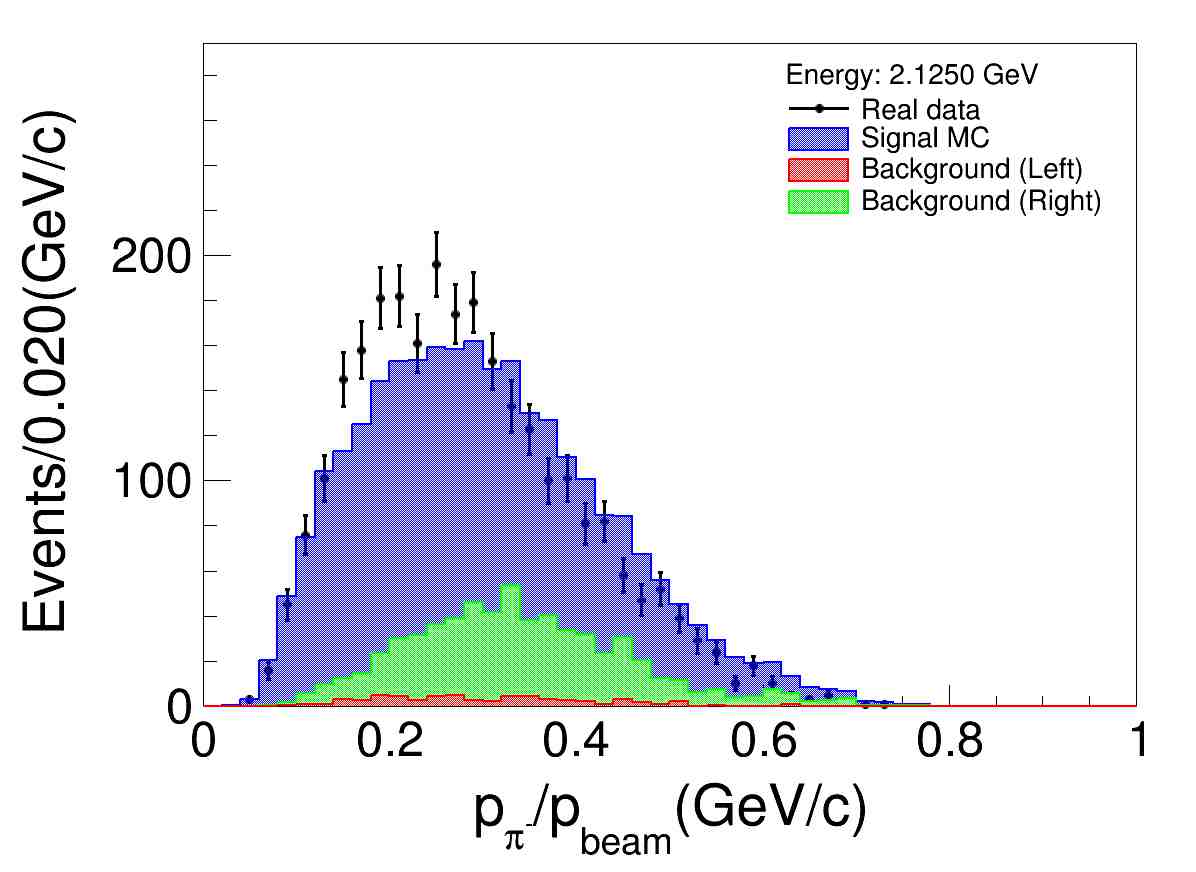 Energy: 2.1250 GeV
Real data
Signal MC
Background (Left)
Background (Right)
Events/0.020(GeV/c)
200
100
0
0 0.2 0.4 0.6 0.8 1
pπ-/pbeam(GeV/c)